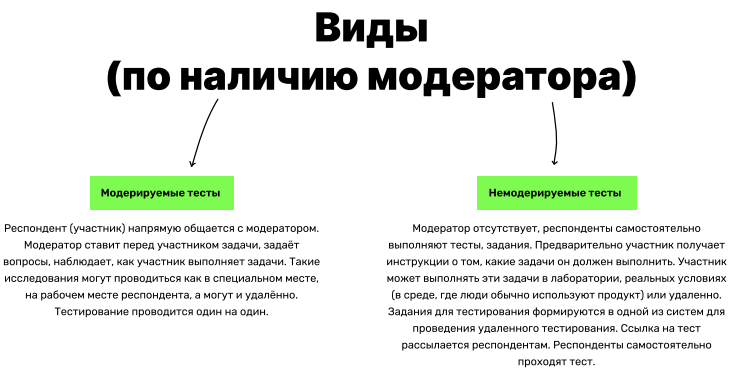 Виды
(по наличию модератора)
Модерируемые тесты
Респондент (участник) напрямую общается с модератором.
Модератор ставит перед участником задачи, задаёт
вопросы, наблюдает, как участник выполняет задачи. Такие
исследования могут проводиться как в специальном месте,
на рабочем месте респондента, а могут и удалённо.
Тестирование проводится один на один.
Немодерируемые тесты
Модератор отсутствует, респонденты самостоятельно
выполняют тесты, задания. Предварительно участник получает
инструкции о том, какие задачи он должен выполнить. Участник
может выполнять эти задачи в лаборатории, реальных условиях
(в среде, где люди обычно используют продукт) или удаленно.
Задания для тестирования формируются в одной из систем для
проведения удаленного тестирования. Ссылка на тест
рассылается респондентам. Респонденты самостоятельно
проходят тест.